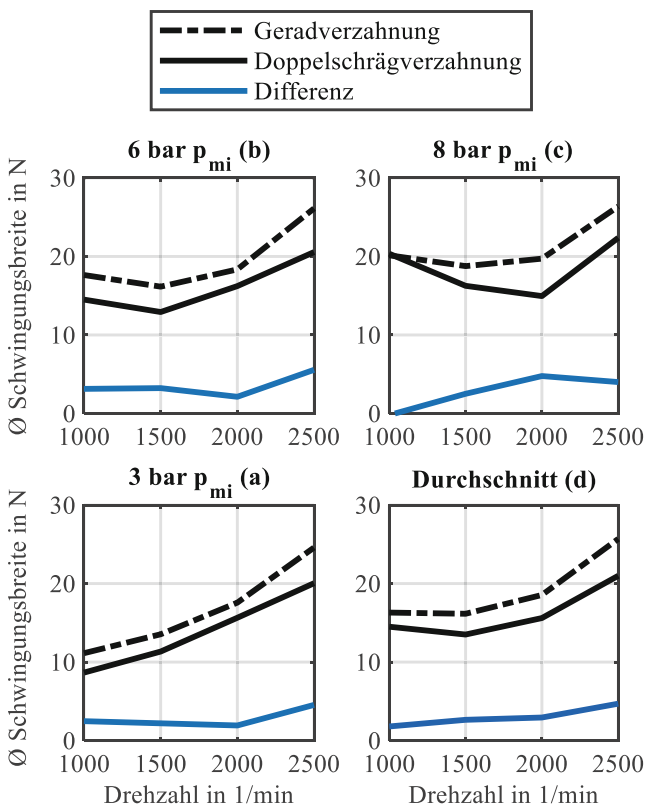 Geradverzahnung
Doppelschrägverzahnung
Differenz
6 bar p_mi (b)
Ø Schwingungsbreite in N
30
20
10
0
1000 1500 2000 2500
8 bar p_mi (c)
30
20
10
0
1000 1500 2000 2500
3 bar p_mi (a)
Ø Schwingungsbreite in N
30
20
10
0
1000 1500 2000 2500
Drehzahl in 1/min
Durchschnitt (d)
30
20
10
0
1000 1500 2000 2500
Drehzahl in 1/min